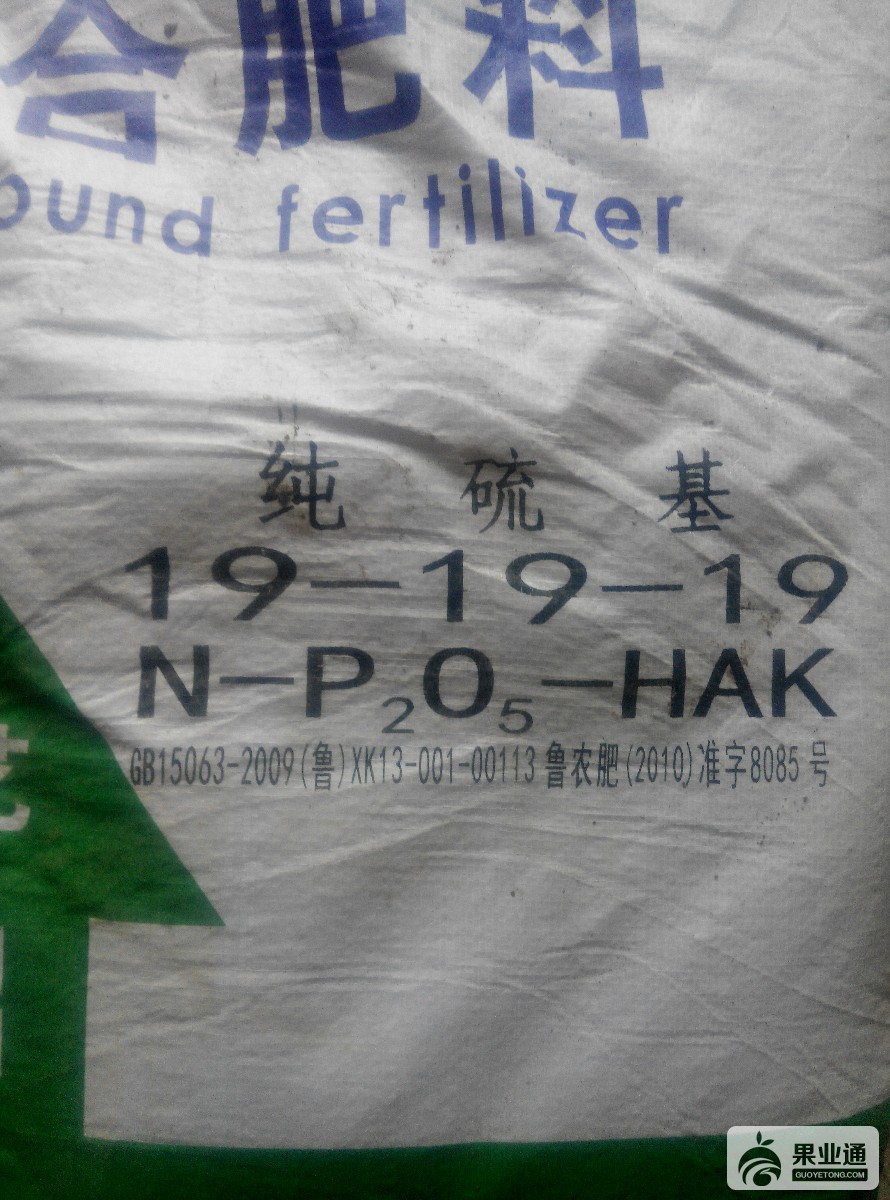 合肥料
ound fertilizer
纯硫基
19-19-19
N-P₂O₅-HAK
GB15063-2009(鲁)XK13-001-00113 鲁农肥(2010)准字8085号
果业通
GUOYETONG.COM